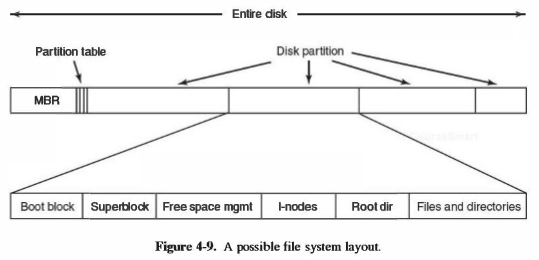 Entire disk
Partition table
Disk partition
MBR
Boot block
Superblock
Free space mgmt
I-nodes
Root dir
Files and directories
Figure 4-9. A possible file system layout.